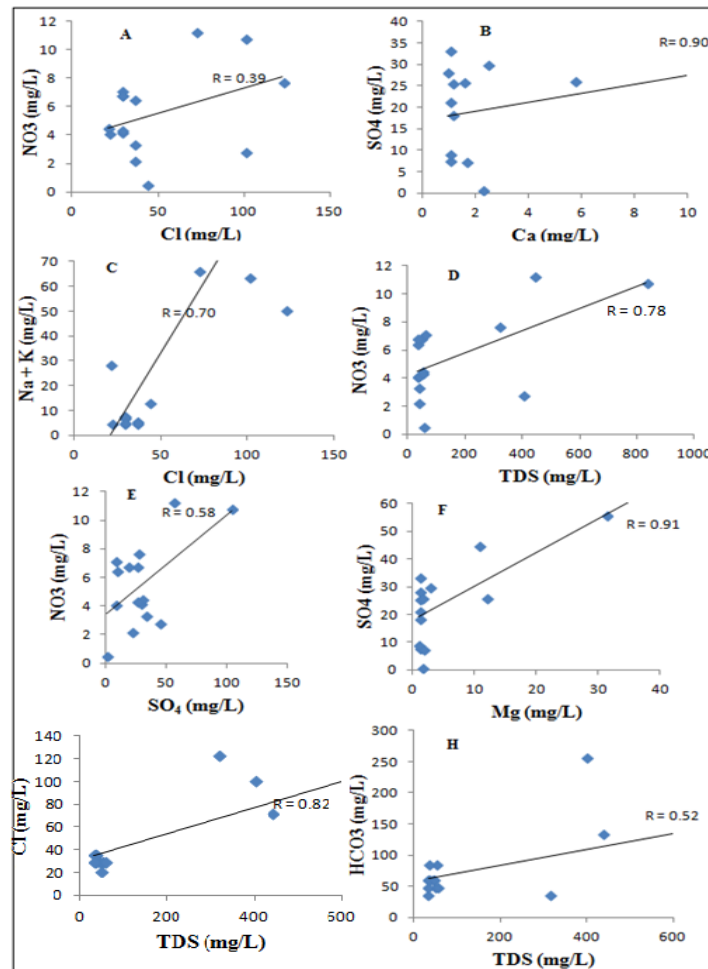 A
12
10
8
6
4
2
0
NO3 (mg/L)
R = 0.39
0 50 100 150
Cl (mg/L)
B
40
35
30
25
20
15
10
5
0
SO4 (mg/L)
R = 0.90
0 2 4 6 8 10
Ca (mg/L)
C
70
60
50
40
30
20
10
0
Na + K (mg/L)
R = 0.70
0 50 100 150
Cl (mg/L)
D
12
10
8
6
4
2
0
NO3 (mg/L)
R = 0.78
0 200 400 600 800 1000
TDS (mg/L)
E
12
10
8
6
4
2
0
NO3 (mg/L)
R = 0.58
0 50 100 150
SO₄ (mg/L)
F
60
50
40
30
20
10
0
SO4 (mg/L)
R = 0.91
0 10 20 30 40
Mg (mg/L)
140
120
100
80
60
40
20
0
Cl (mg/L)
R = 0.82
0 100 200 300 400 500
TDS (mg/L)
H
300
250
200
150
100
50
0
HCO3 (mg/L)
R = 0.52
0 200 400 600
TDS (mg/L)